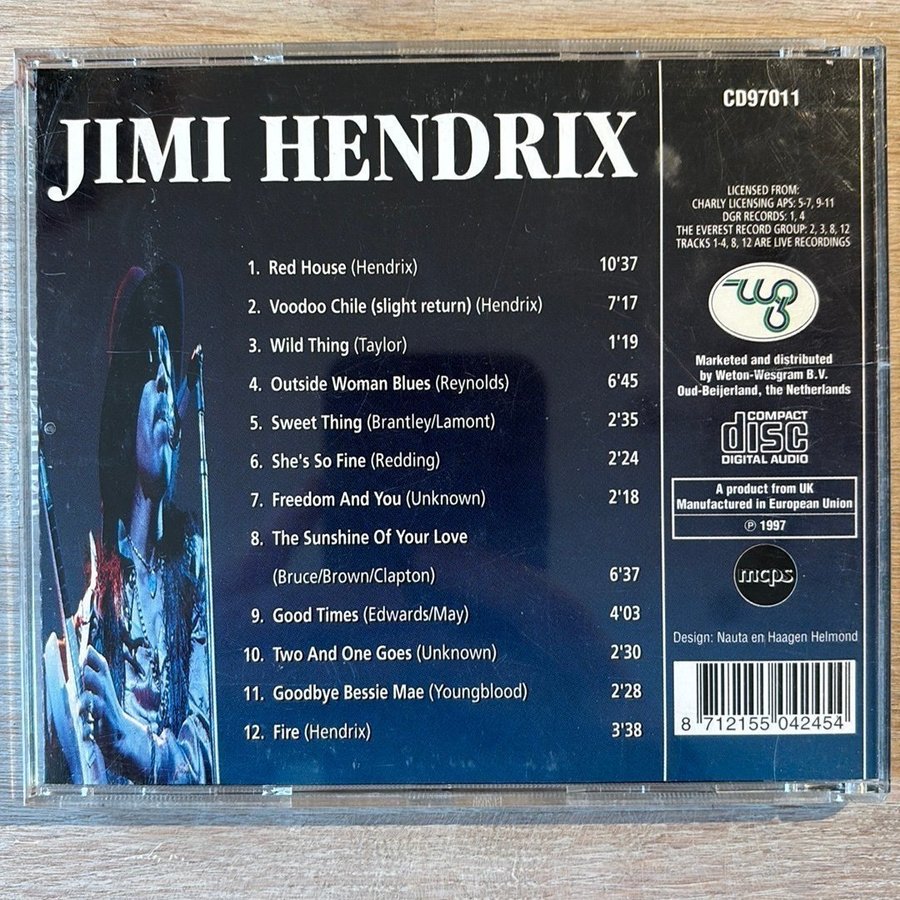 JIMI HENDRIX
1. Red House (Hendrix) 10'37
2. Voodoo Chile (slight return) (Hendrix) 7'17
3. Wild Thing (Taylor) 1'19
4. Outside Woman Blues (Reynolds) 6'45
5. Sweet Thing (Brantley/Lamont) 2'35
6. She's So Fine (Redding) 2'24
7. Freedom And You (Unknown) 2'18
8. The Sunshine Of Your Love
(Bruce/Brown/Clapton) 6'37
9. Good Times (Edwards/May) 4'03
10. Two And One Goes (Unknown) 2'30
11. Goodbye Bessie Mae (Youngblood) 2'28
12. Fire (Hendrix) 3'38
CD97011
LICENSED FROM:
CHARLY LICENSING APS: 5-7, 9-11
DGR RECORDS: 1, 4
THE EVEREST RECORD GROUP: 2, 3, 8, 12
TRACKS 1-4, 8, 12 ARE LIVE RECORDINGS
Marketed and distributed
by Weton-Wesgram B.V.
Oud-Beijerland, the Netherlands
COMPACT
disc
DIGITAL AUDIO
A product from UK
Manufactured in European Union
℗ 1997
mcps
Design: Nauta en Haagen Helmond
8 712155 042454